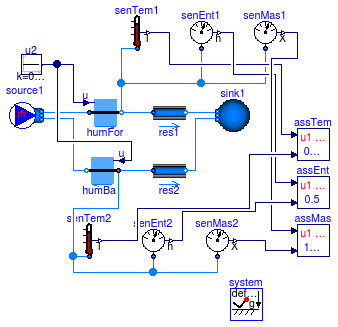 senTem1
senEnt1
senMas1
T
h
X
u2
k=0...
source1
m
u
humFor
res1
sink1
assTem
u1 ...
0...
u
humBa
res2
assEnt
u1 ...
0.5
senTem2
senEnt2
senMas2
assMas
u1 ...
1...
T
h
X
system
def...
g